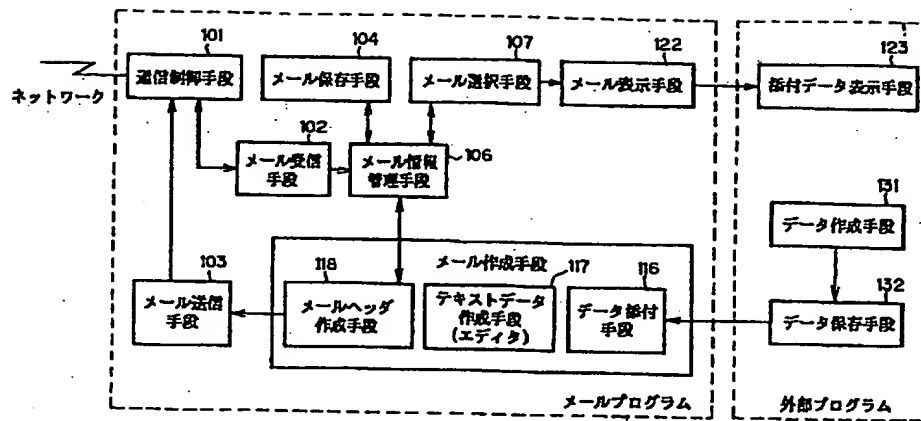 101
104
107
122
123
通信制御手段
メール保存手段
メール選択手段
メール表示手段
添付データ表示手段
ネットワーク
102
メール受信
手段
メール情報
管理手段
106
131
データ作成手段
メール作成手段
118
117
116
103
メール送信
手段
メールヘッダ
作成手段
テキストデータ
作成手段
(エディタ)
データ添付
手段
132
データ保存手段
メールプログラム
外部プログラム